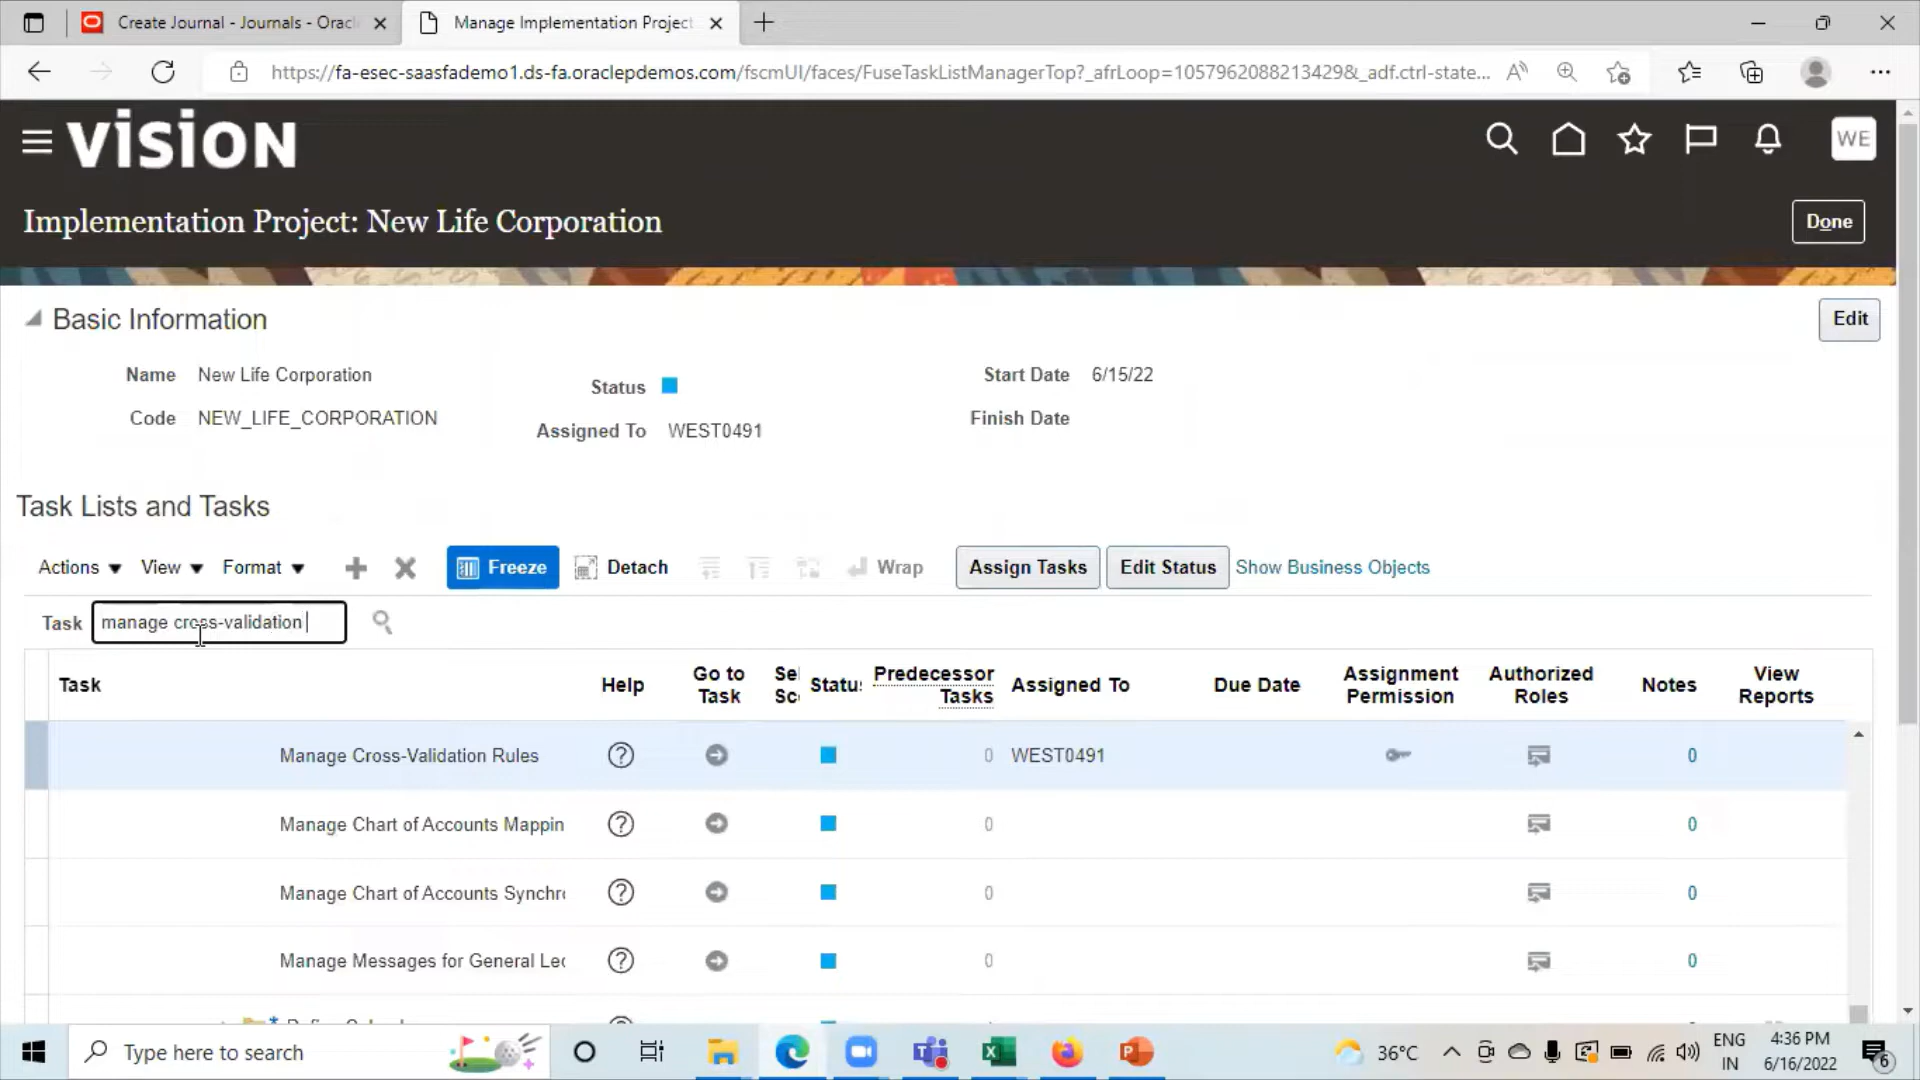 Create Journal - Journals - Orac
Manage Implementation Project
https://fa-esec-saasfademo1.ds-fa.oraclepdemos.com/fscmUI/faces/FuseTaskListManagerTop?_afrLoop=1057962088213429&_adf.ctrl-state...
VISION
WE
Implementation Project: New Life Corporation
Done
Basic Information
Edit
Name New Life Corporation
Status
Start Date 6/15/22
Code NEW_LIFE_CORPORATION
Assigned To WEST0491
Finish Date
Task Lists and Tasks
Actions View Format Freeze Detach Wrap Assign Tasks Edit Status Show Business Objects
Task manage cross-validation
Task Help Go to Task Sel Sc Statu Predecessor Tasks Assigned To Due Date Assignment Permission Authorized Roles Notes View Reports
Manage Cross-Validation Rules 0 WEST0491 0
Manage Chart of Accounts Mappin 0 0
Manage Chart of Accounts Synchr 0 0
Manage Messages for General Lec 0 0
Type here to search
36°C
ENG
IN
4:36 PM
6/16/2022
6